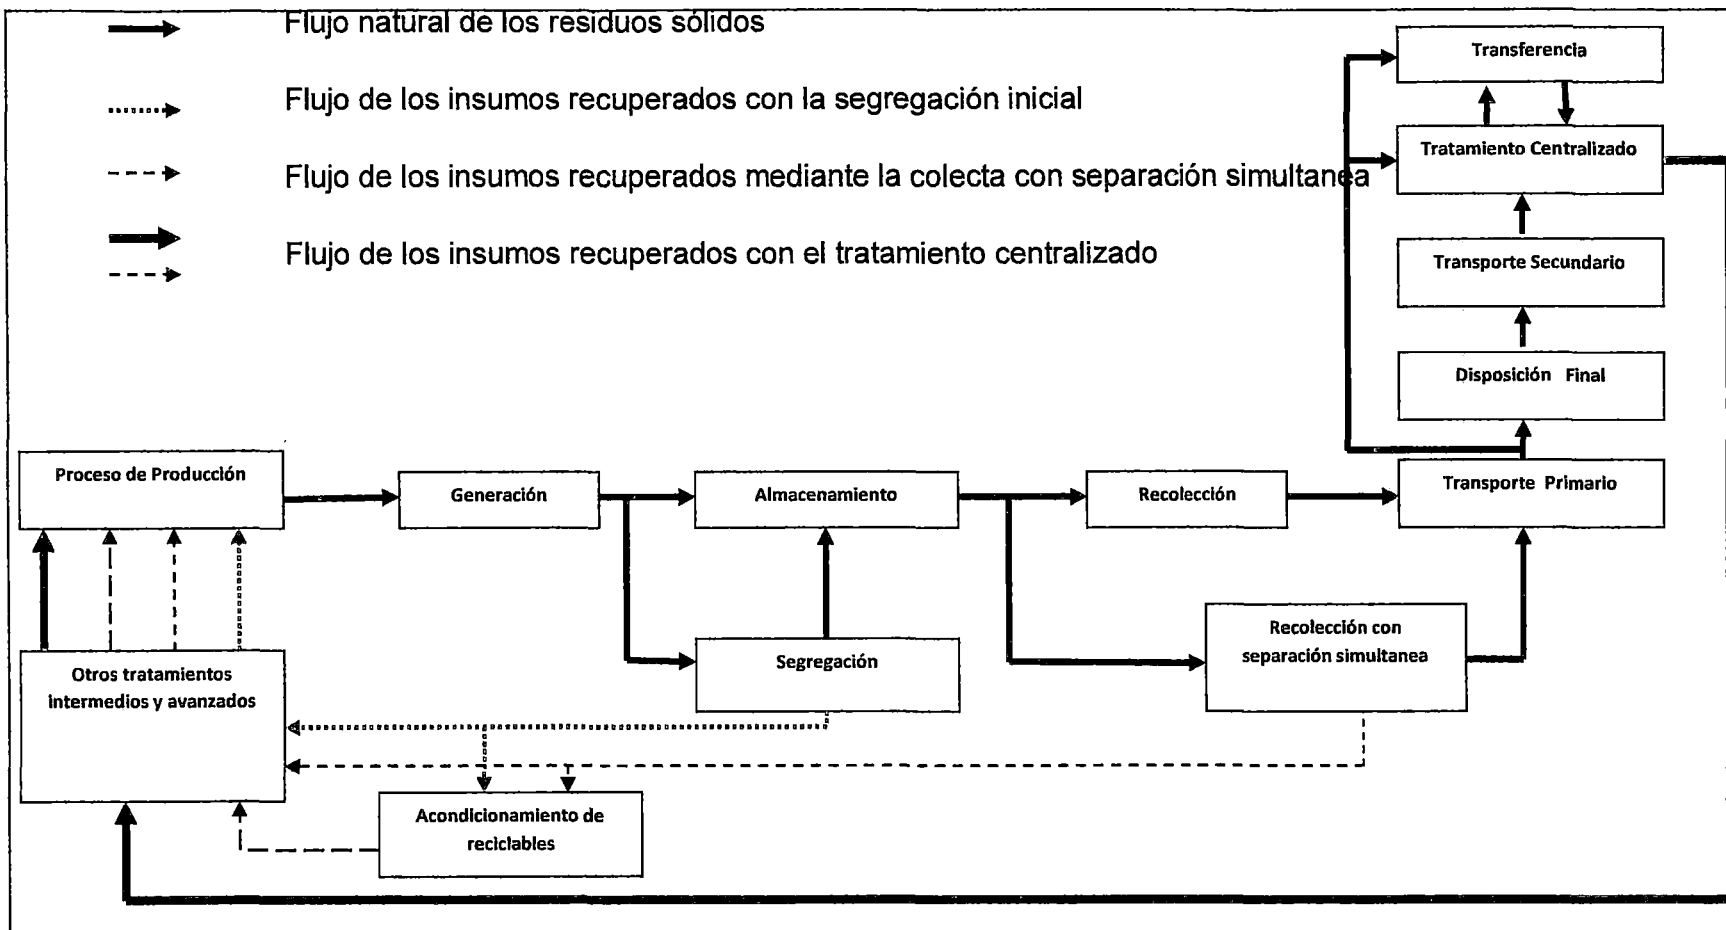 Flujo natural de los residuos sólidos
Flujo de los insumos recuperados con la segregación inicial
Flujo de los insumos recuperados mediante la colecta con separación simultanea
Flujo de los insumos recuperados con el tratamiento centralizado
Transferencia
Tratamiento Centralizado
Transporte Secundario
Disposición Final
Proceso de Producción
Generación
Almacenamiento
Recolección
Transporte Primario
Segregación
Recolección con
separación simultanea
Otros tratamientos
intermedios y avanzados
Acondicionamiento de
reciclables